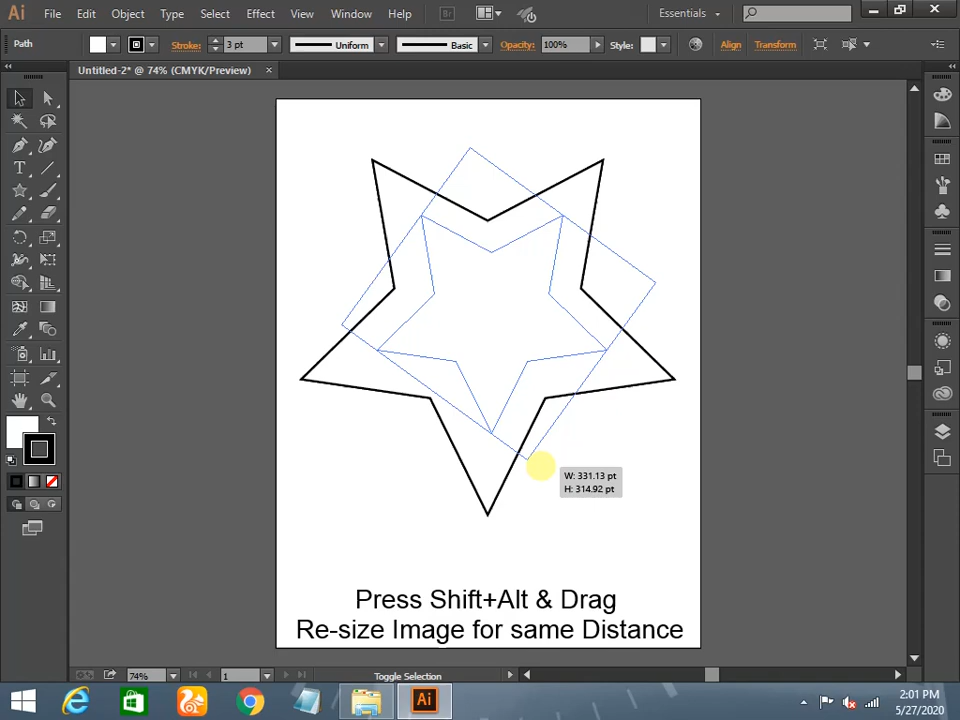 Ai File Edit Object Type Select Effect View Window Help Br Essentials
Path Stroke: 3 pt Uniform Basic Opacity: 100% Style: Align Transform
Untitled-2* @ 74% (CMYK/Preview) ×
T
W: 331.13 pt
H: 314.92 pt
Press Shift+Alt & Drag
Re-size Image for same Distance
74% 1 Toggle Selection
Ai
2:01 PM
5/27/2020